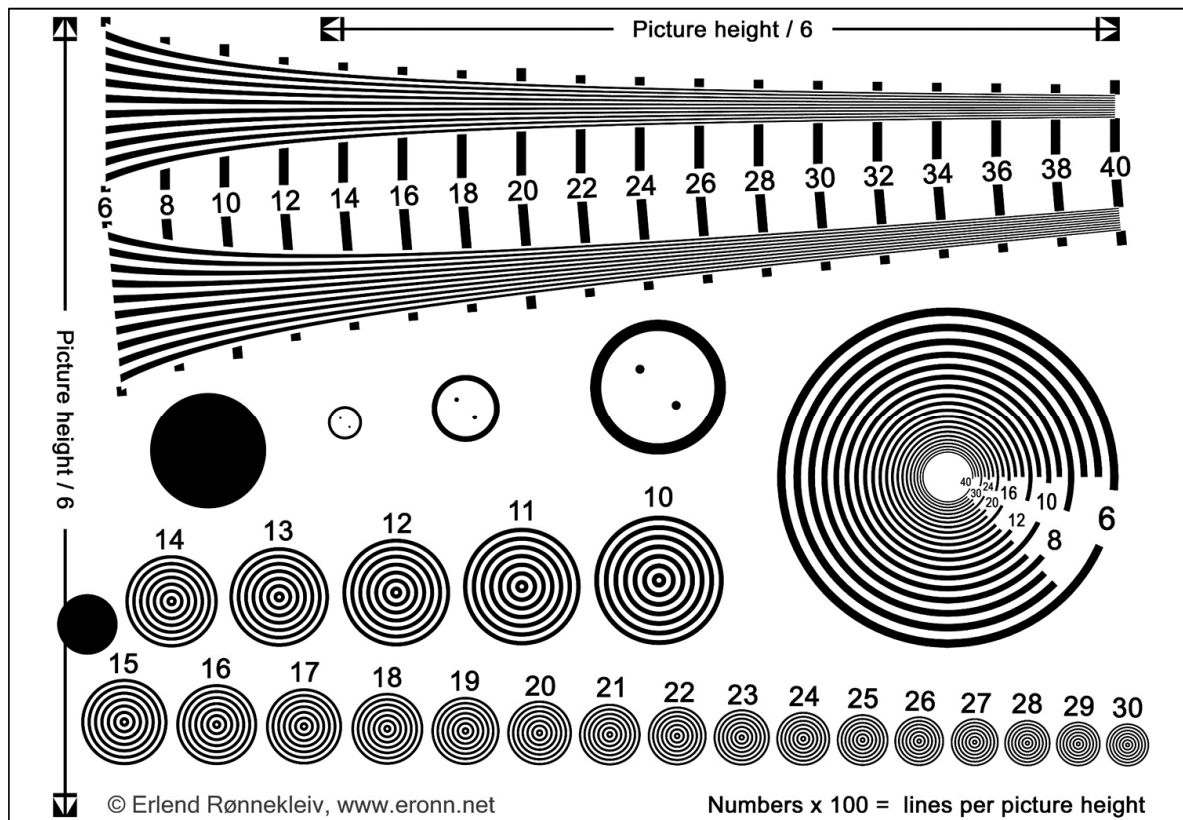 Picture height / 6
6 8 10 12 14 16 18 20 22 24 26 28 30 32 34 36 38 40
Picture height / 6
40 30 24 20 16 12 10 8 6
14 13 12 11 10
15 16 17 18 19 20 21 22 23 24 25 26 27 28 29 30
© Erlend Rønnekleiv, www.eronn.net
Numbers x 100 = lines per picture height